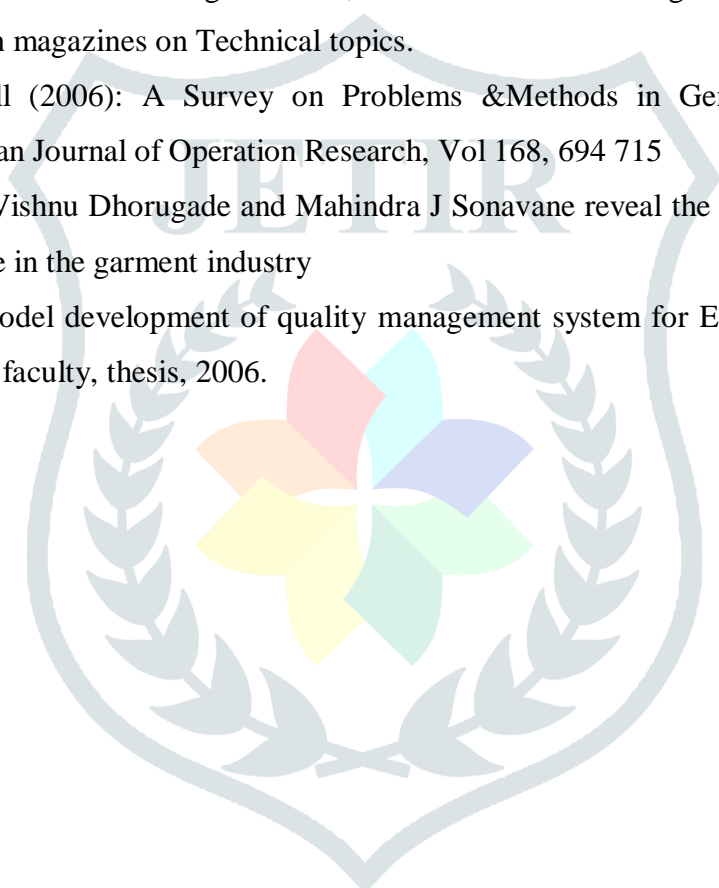 magazines on Technical topics.
ll (2006): A Survey on Problems &Methods in Ge
an Journal of Operation Research, Vol 168, 694 715
JETIR
Vishnu Dhorugade and Mahindra J Sonavane reveal the
e in the garment industry
odel development of quality management system for E
faculty, thesis, 2006.